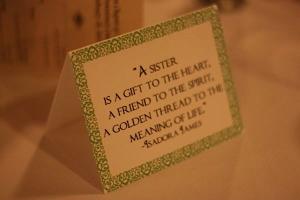 "A SISTER
IS A GIFT TO THE HEART,
A FRIEND TO THE SPIRIT,
A GOLDEN THREAD TO THE
MEANING OF LIFE."
-ISADORA JAMES